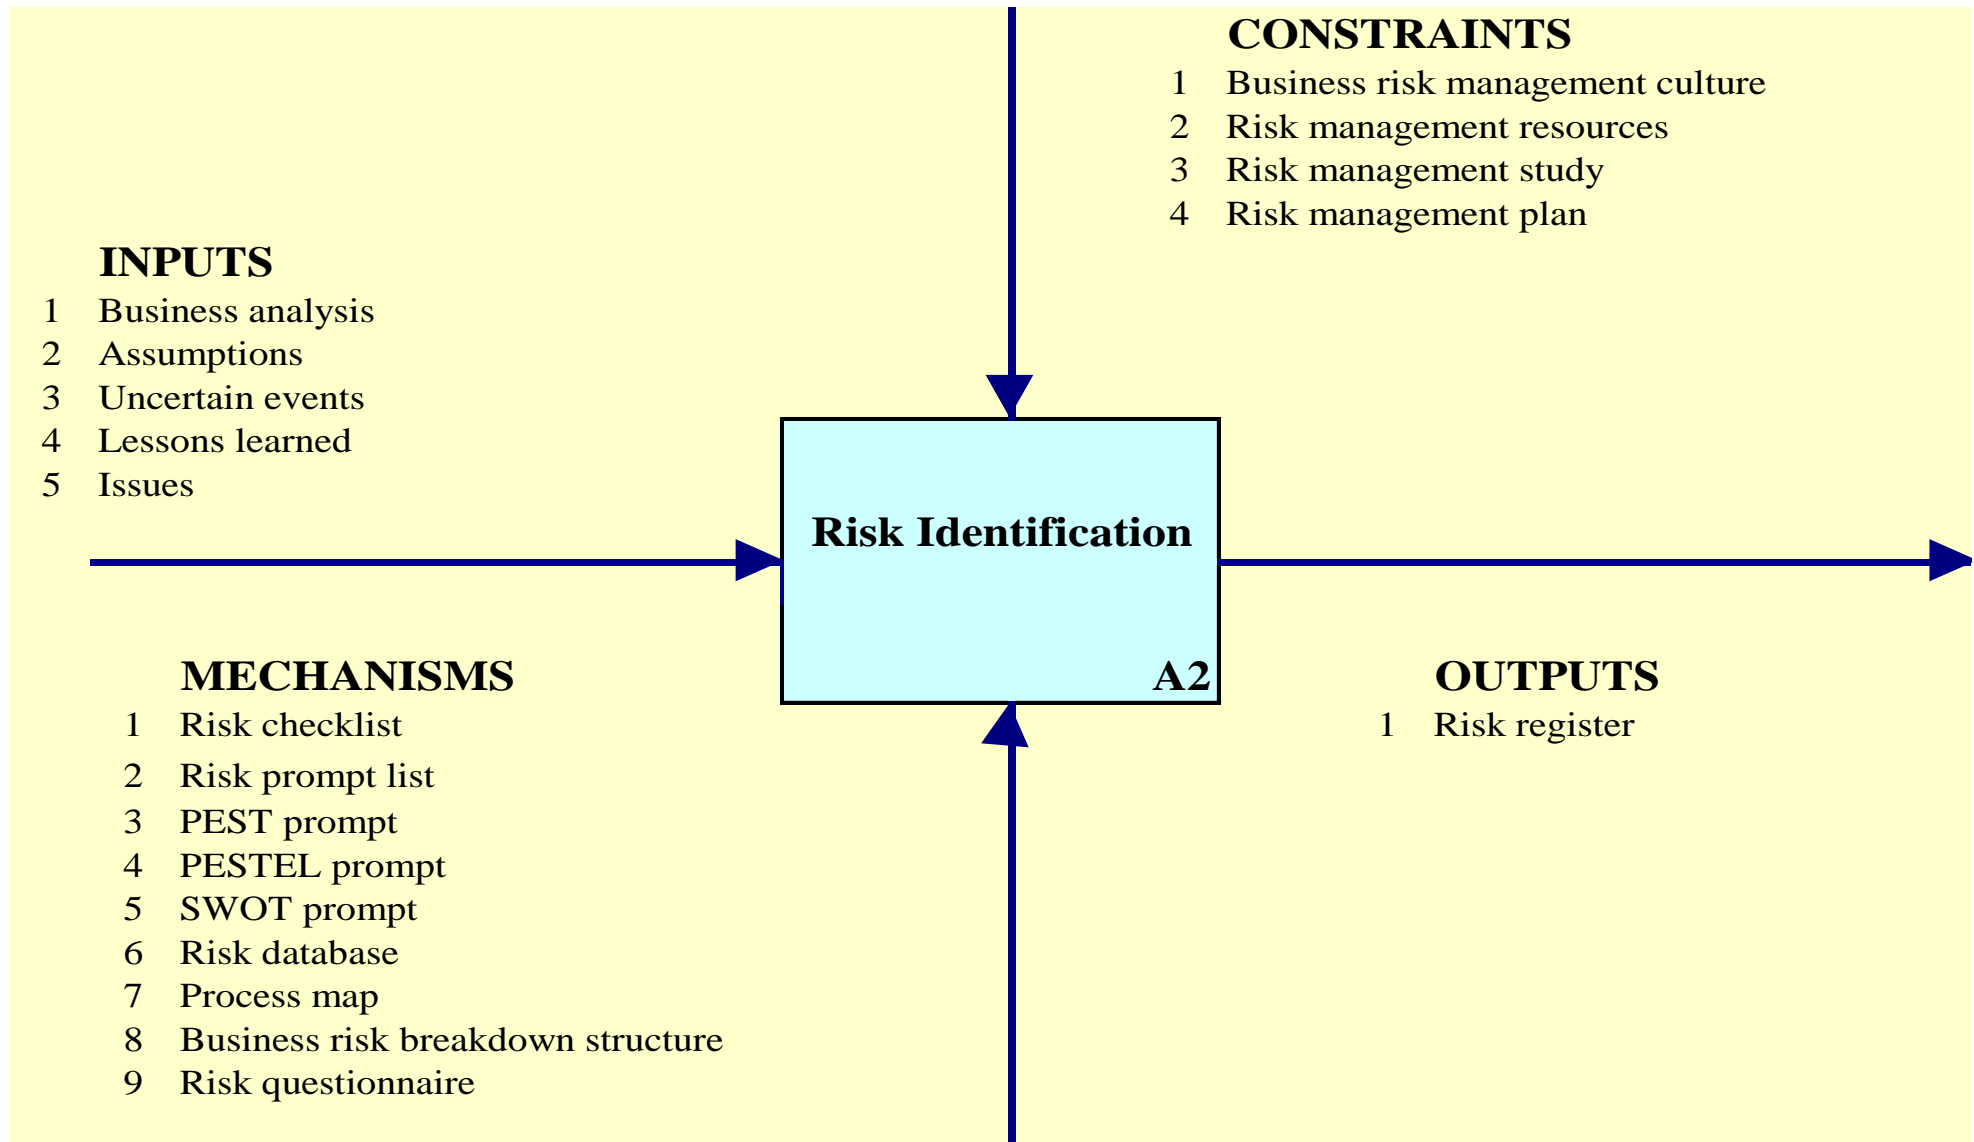 CONSTRAINTS
1 Business risk management culture
2 Risk management resources
3 Risk management study
4 Risk management plan
INPUTS
1 Business analysis
2 Assumptions
3 Uncertain events
4 Lessons learned
5 Issues
Risk Identification
A2
MECHANISMS
1 Risk checklist
2 Risk prompt list
3 PEST prompt
4 PESTEL prompt
5 SWOT prompt
6 Risk database
7 Process map
8 Business risk breakdown structure
9 Risk questionnaire
OUTPUTS
1 Risk register